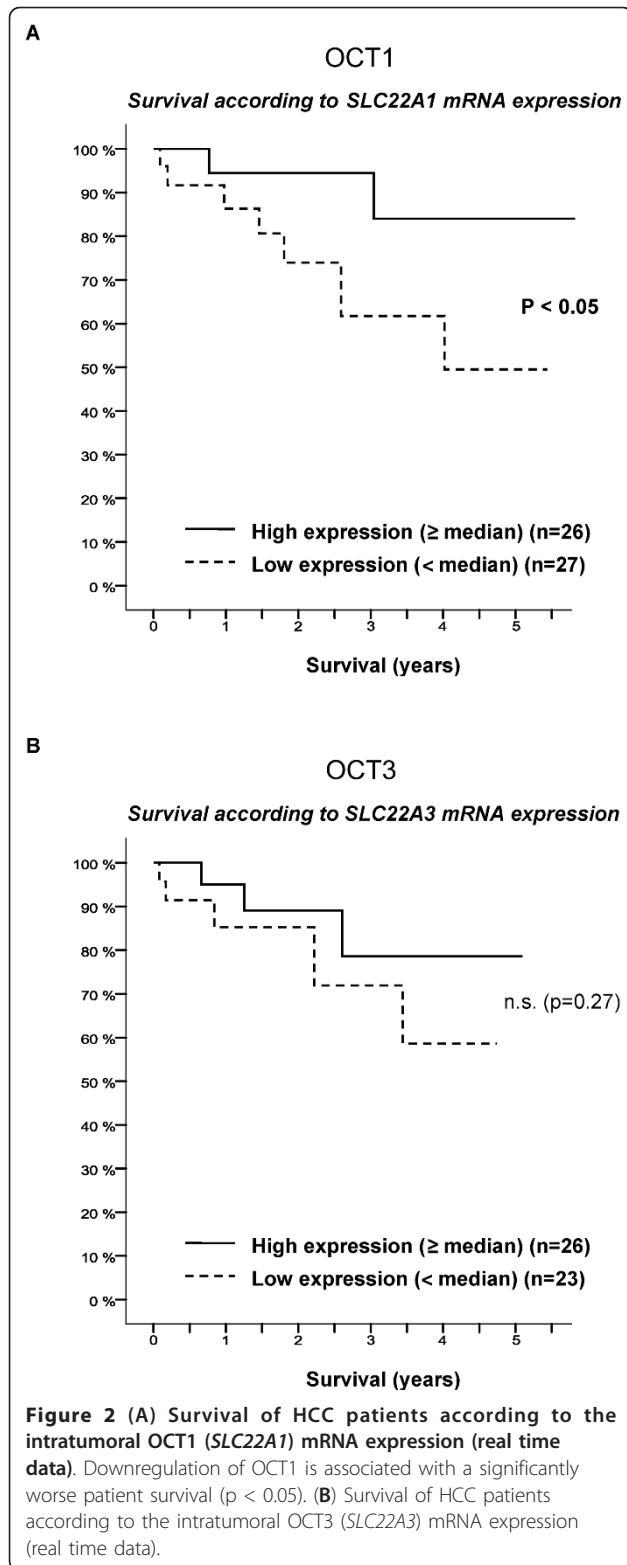 A
OCT1
Survival according to SLC22A1 mRNA expression
100 %
90 %
80 %
70 %
60 %
50 %
40 %
30 %
20 %
10 %
0 %
P < 0.05
High expression (≥ median) (n=26)
Low expression (< median) (n=27)
0 1 2 3 4 5
Survival (years)
B
OCT3
Survival according to SLC22A3 mRNA expression
100 %
90 %
80 %
70 %
60 %
50 %
40 %
30 %
20 %
10 %
0 %
n.s. (p=0.27)
High expression (≥ median) (n=26)
Low expression (< median) (n=23)
0 1 2 3 4 5
Survival (years)
Figure 2 (A) Survival of HCC patients according to the
intratumoral OCT1 (SLC22A1) mRNA expression (real time
data). Downregulation of OCT1 is associated with a significantly
worse patient survival (p < 0.05). (B) Survival of HCC patients
according to the intratumoral OCT3 (SLC22A3) mRNA expression
(real time data).